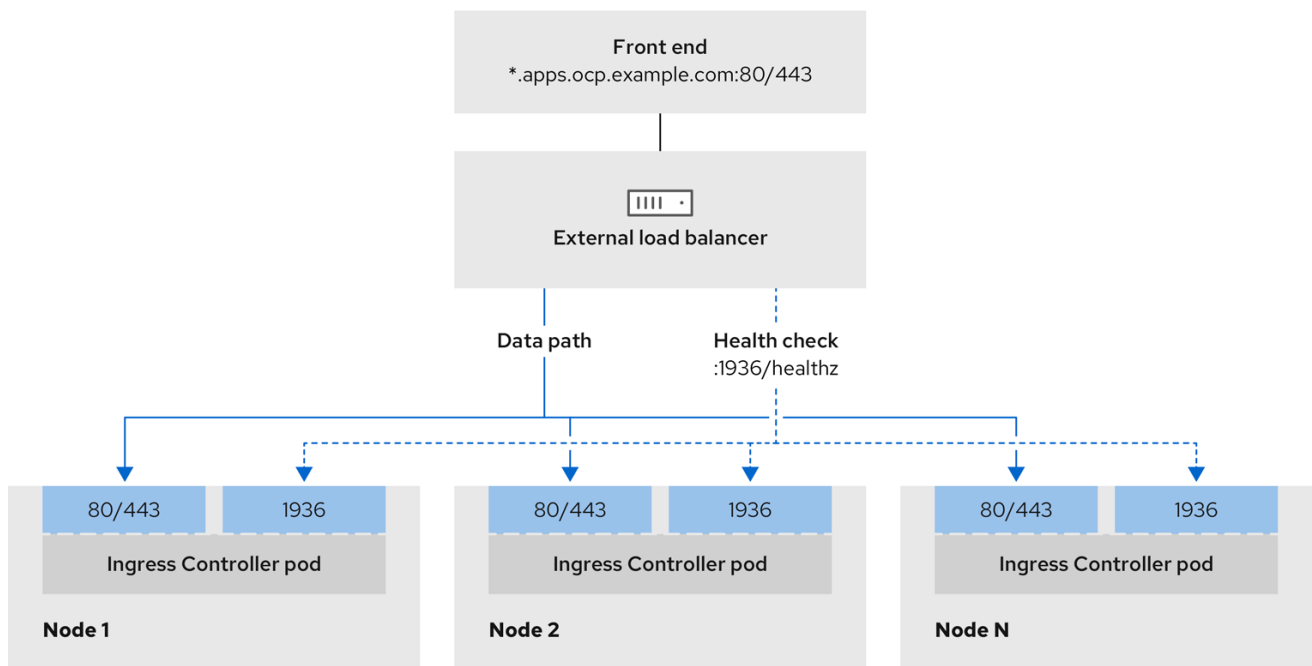 Front end
*.apps.ocp.example.com:80/443
External load balancer
Data path
Health check
:1936/healthz
80/443
1936
Ingress Controller pod
Node 1
80/443
1936
Ingress Controller pod
Node 2
80/443
1936
Ingress Controller pod
Node N